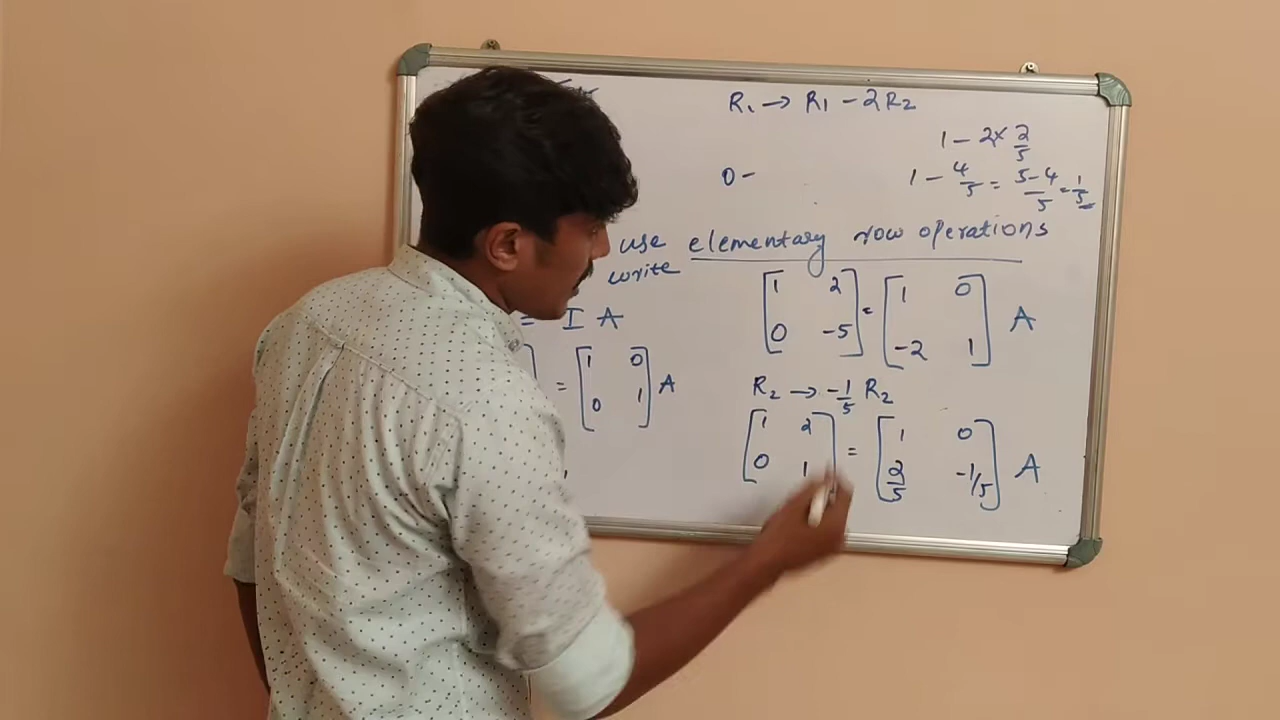 R₁ → R₁ - 2R₂
1 - 2 × 2/5
0 -
1 - 4/5 = (5-4)/5 = 1/5
use elementary row operations
write
= I A
= [1 0; 0 1] A
[1 2; 0 -5] = [1 0; -2 1] A
R₂ → -1/5 R₂
[1 2; 0 1] = [1 0; 2/5 -1/5] A